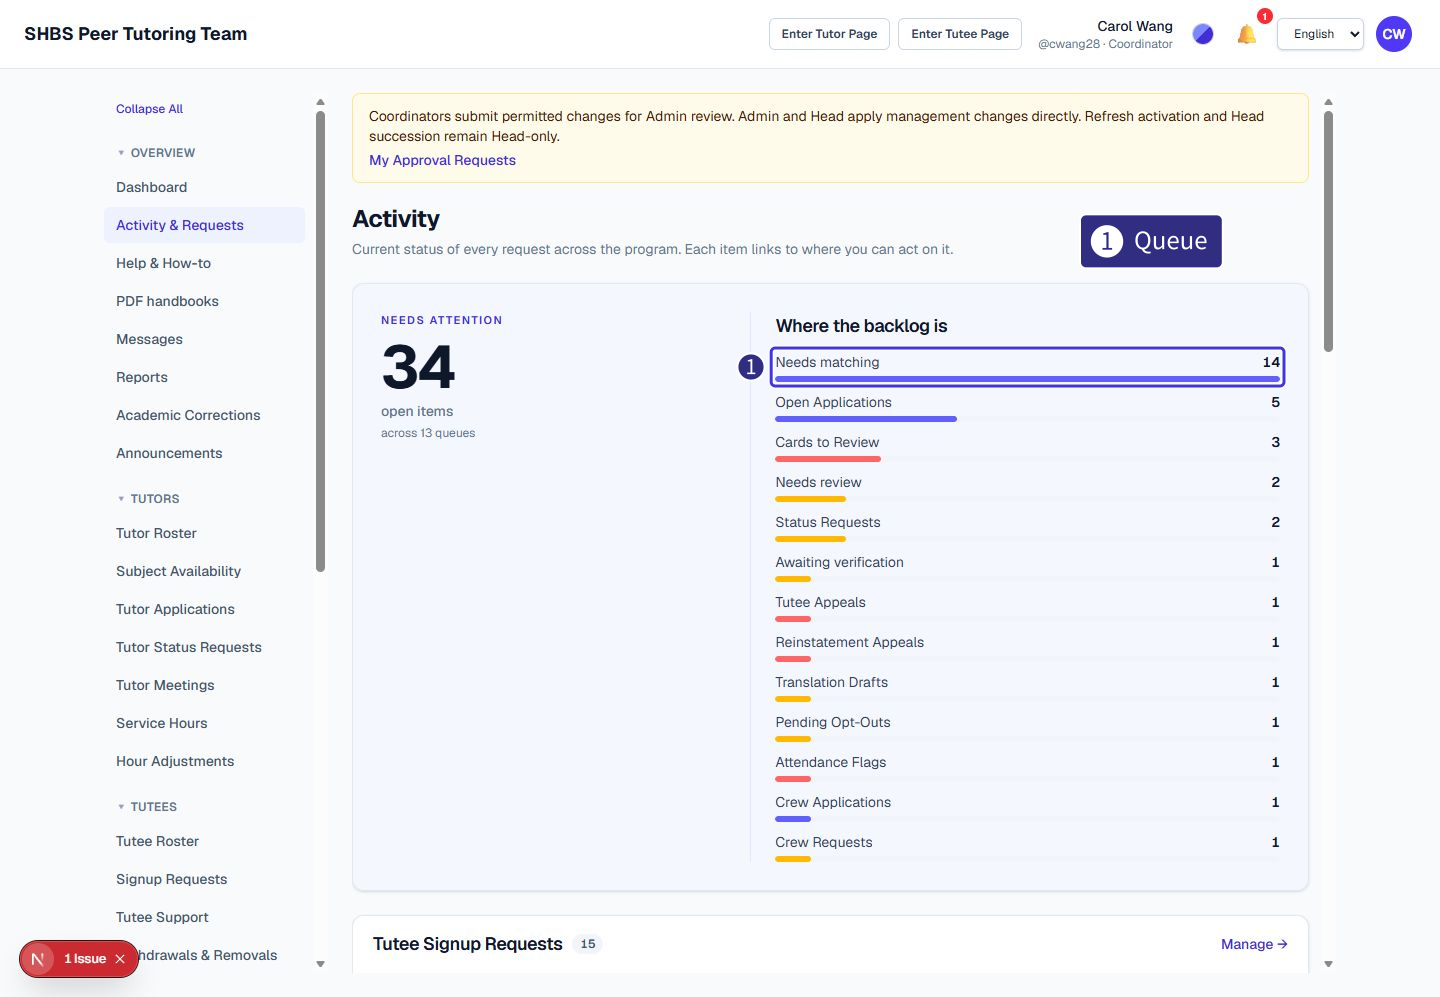 SHBS Peer Tutoring Team
Enter Tutor Page
Enter Tutee Page
Carol Wang
@cwang28 · Coordinator
1
English
CW
Collapse All
OVERVIEW
Dashboard
Activity & Requests
Help & How-to
PDF handbooks
Messages
Reports
Academic Corrections
Announcements
TUTORS
Tutor Roster
Subject Availability
Tutor Applications
Tutor Status Requests
Tutor Meetings
Service Hours
Hour Adjustments
TUTEES
Tutee Roster
Signup Requests
Tutee Support
hdrawals & Removals
N 1 Issue ×
Coordinators submit permitted changes for Admin review. Admin and Head apply management changes directly. Refresh activation and Head
succession remain Head-only.
My Approval Requests
Activity
Current status of every request across the program. Each item links to where you can act on it.
1 Queue
NEEDS ATTENTION
34
open items
across 13 queues
Where the backlog is
1
Needs matching 14
Open Applications 5
Cards to Review 3
Needs review 2
Status Requests 2
Awaiting verification 1
Tutee Appeals 1
Reinstatement Appeals 1
Translation Drafts 1
Pending Opt-Outs 1
Attendance Flags 1
Crew Applications 1
Crew Requests 1
Tutee Signup Requests 15
Manage →